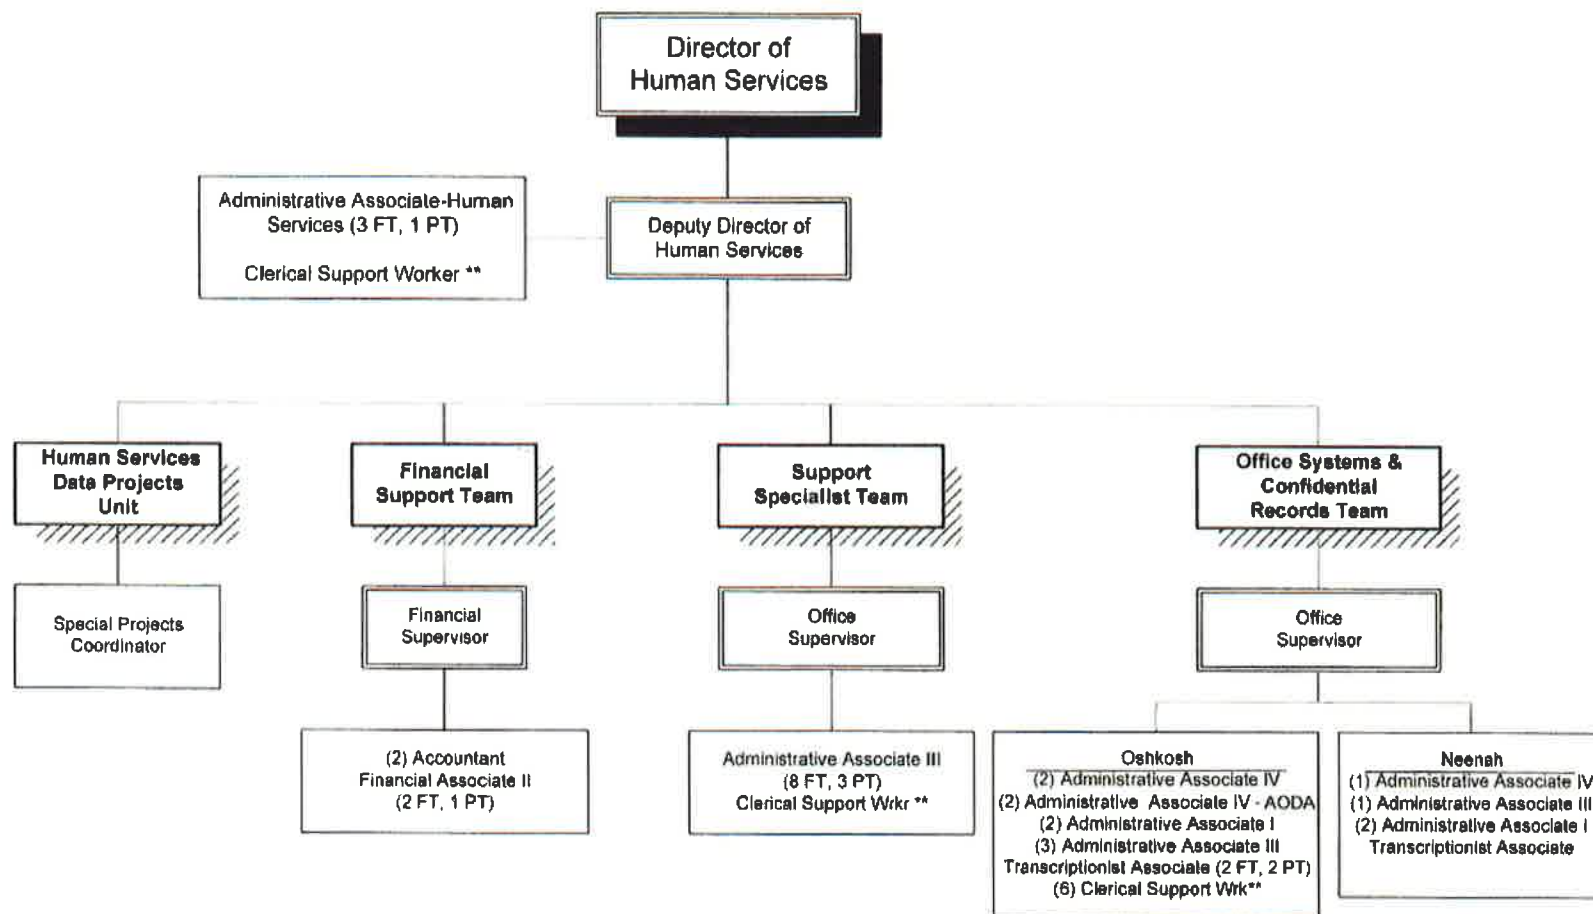 Director of
Human Services
Administrative Associate-Human
Services (3 FT, 1 PT)
Clerical Support Worker **
Deputy Director of
Human Services
Human Services
Data Projects
Unit
Financial
Support Team
Support
Specialist Team
Office Systems &
Confidential
Records Team
Special Projects
Coordinator
Financial
Supervisor
Office
Supervisor
Office
Supervisor
(2) Accountant
Financial Associate II
(2 FT, 1 PT)
Administrative Associate III
(8 FT, 3 PT)
Clerical Support Wrkr **
Oshkosh
(2) Administrative Associate IV
(2) Administrative Associate IV - AODA
(2) Administrative Associate I
(3) Administrative Associate III
Transcriptionist Associate (2 FT, 2 PT)
(6) Clerical Support Wrk**
Neenah
(1) Administrative Associate IV
(1) Administrative Associate III
(2) Administrative Associate I
Transcriptionist Associate